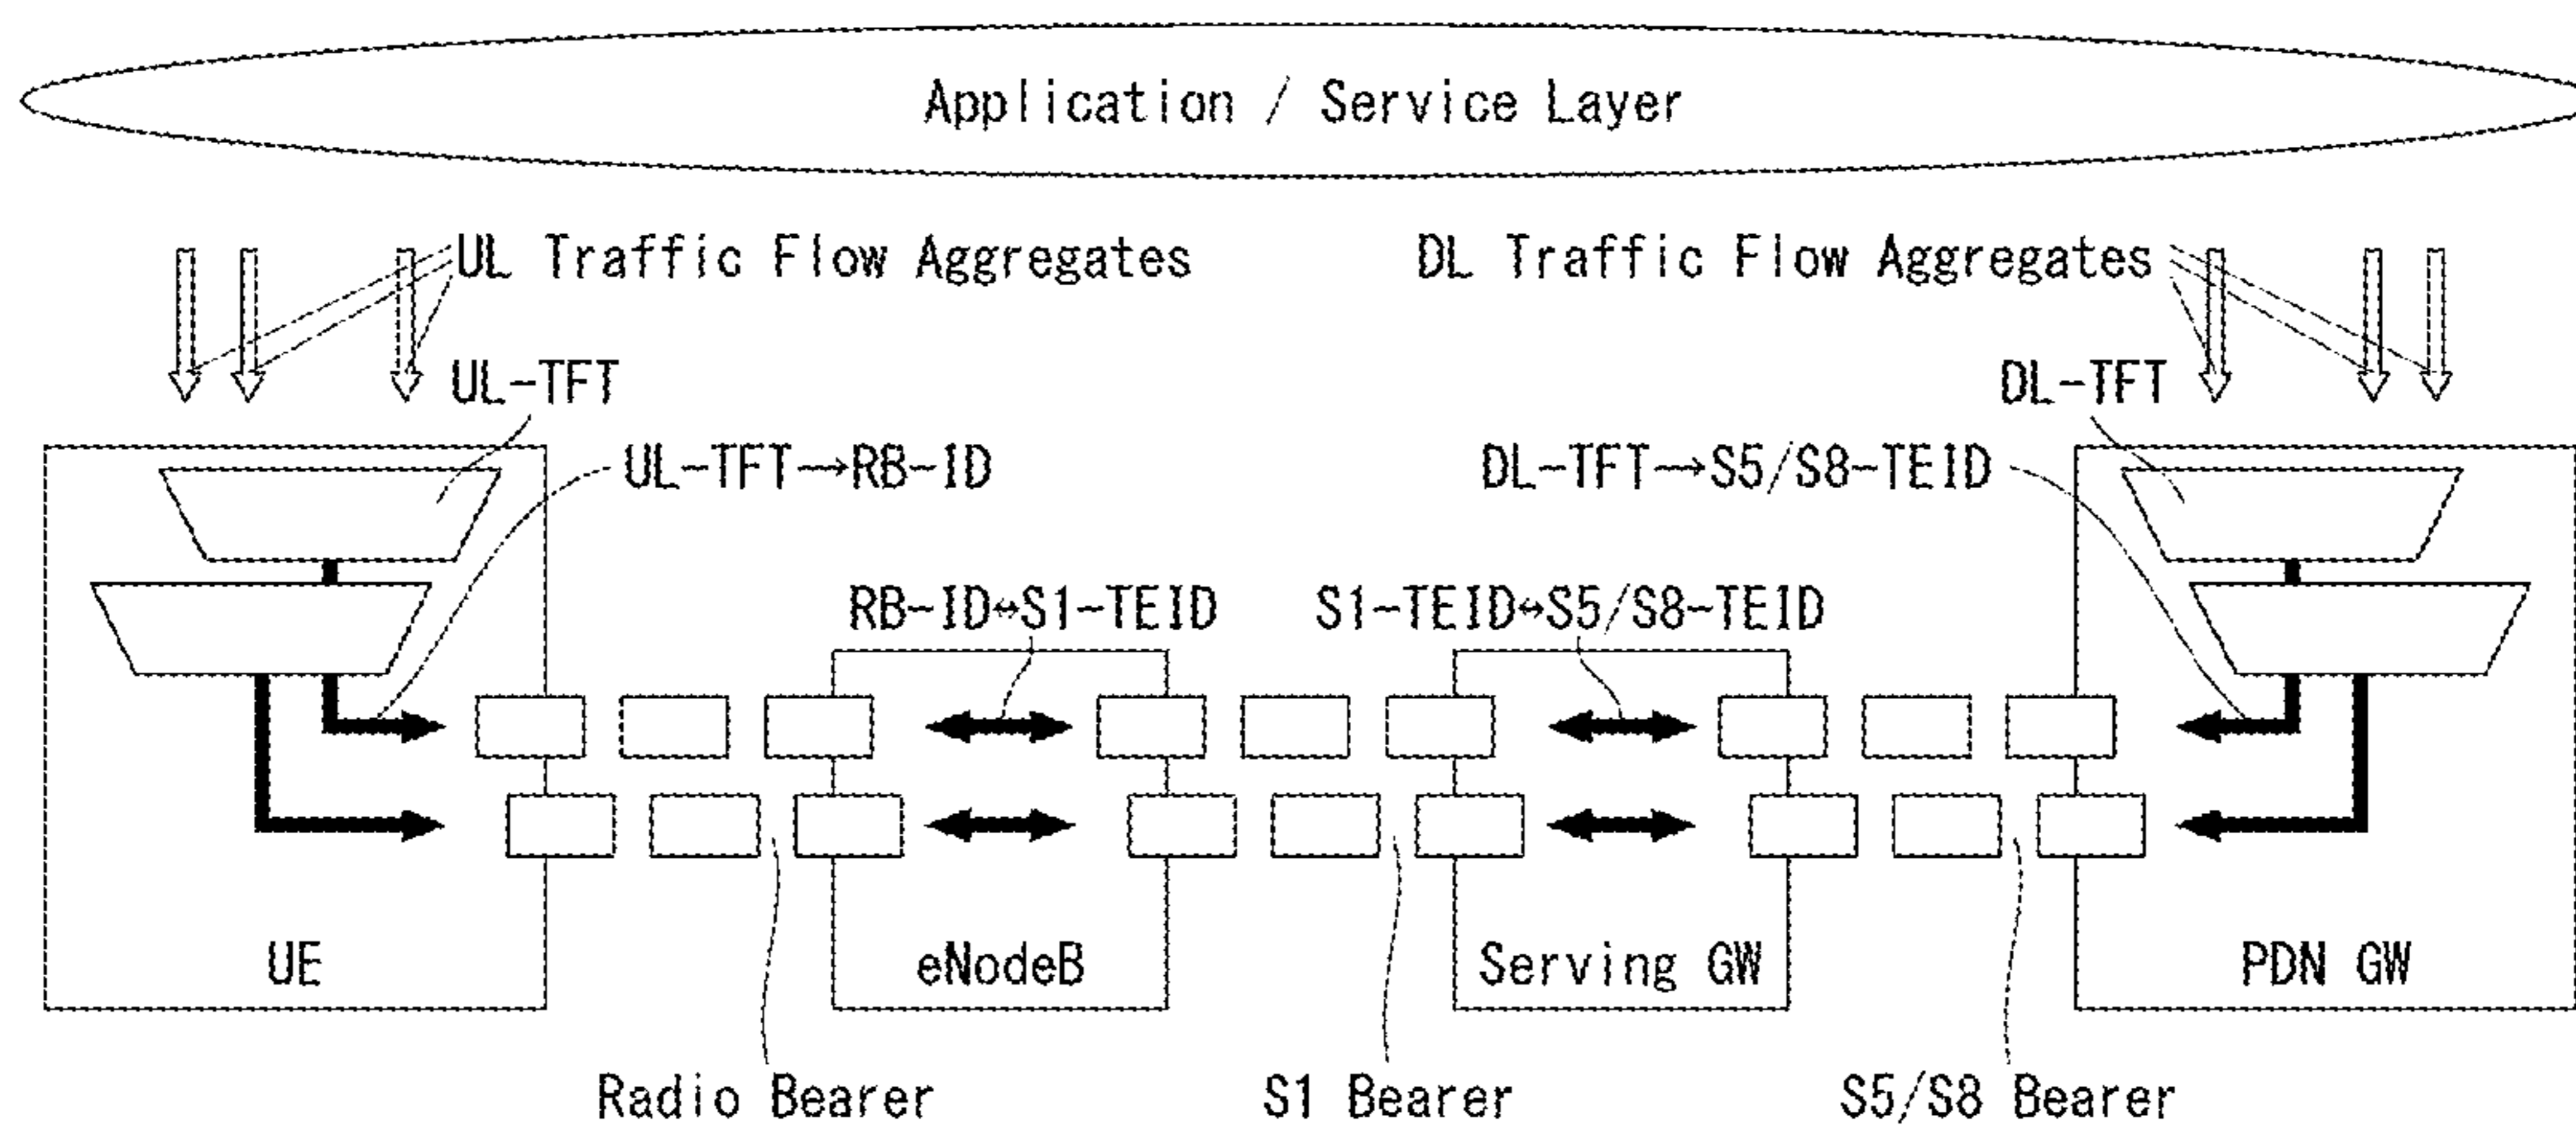 Application / Service Layer
UL Traffic Flow Aggregates
DL Traffic Flow Aggregates
UL-TFT
DL-TFT
UL-TFT→RB-ID
DL-TFT→S5/S8-TEID
RB-ID↔S1-TEID
S1-TEID↔S5/S8-TEID
UE
eNodeB
Serving GW
PDN GW
Radio Bearer
S1 Bearer
S5/S8 Bearer